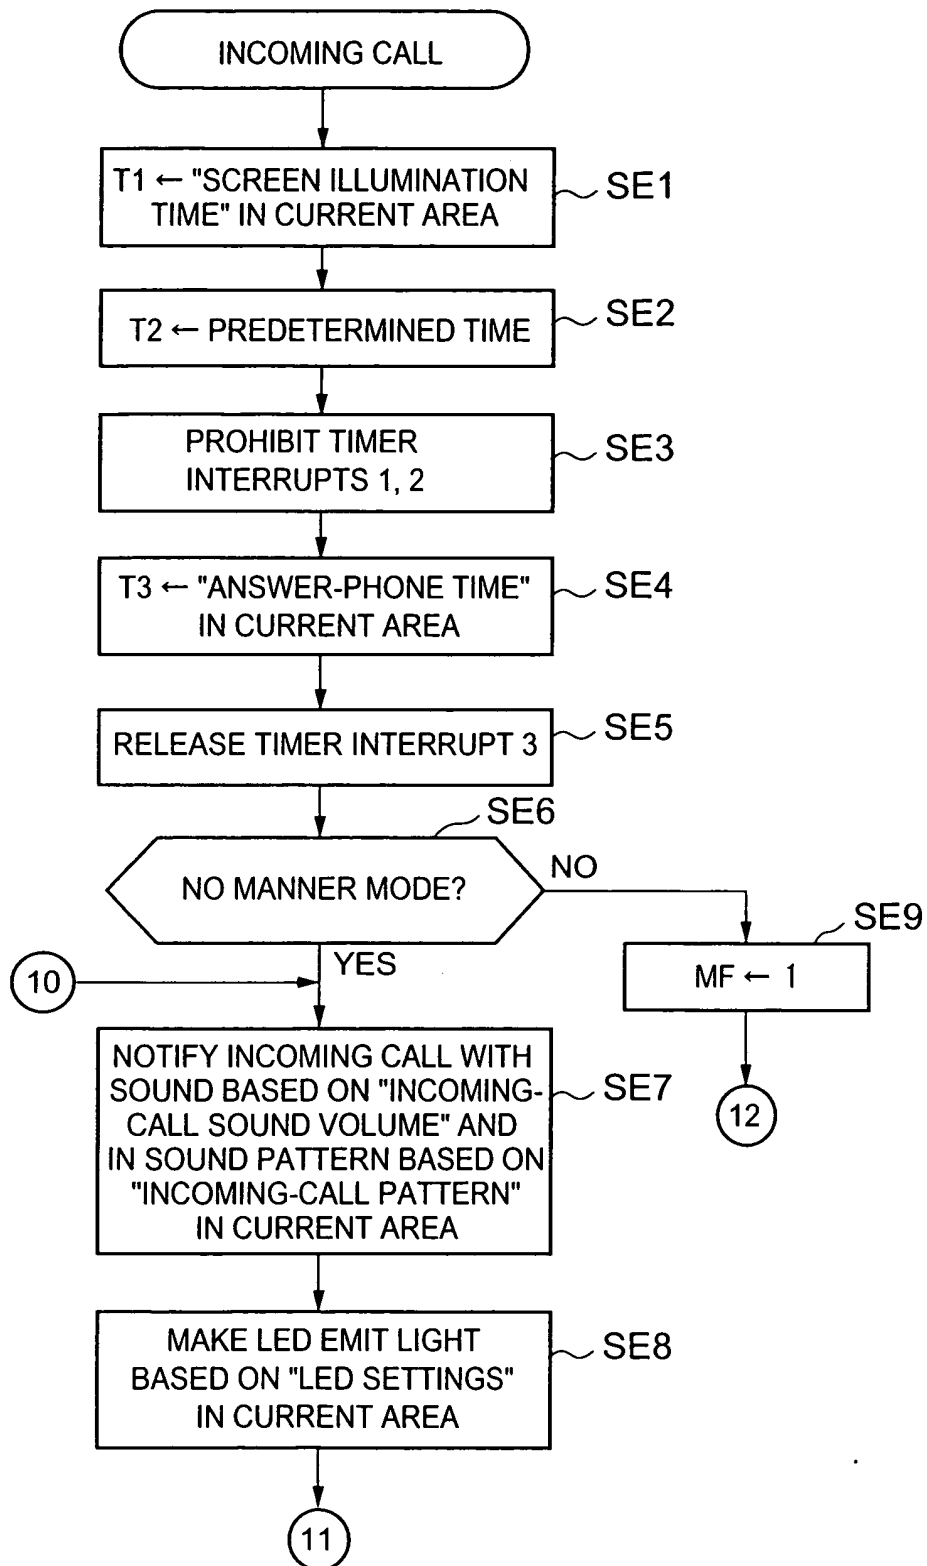 INCOMING CALL
T1 ← "SCREEN ILLUMINATION
TIME" IN CURRENT AREA
SE1
T2 ← PREDETERMINED TIME
SE2
PROHIBIT TIMER
INTERRUPTS 1, 2
SE3
T3 ← "ANSWER-PHONE TIME"
IN CURRENT AREA
SE4
RELEASE TIMER INTERRUPT 3
SE5
SE6
NO MANNER MODE?
NO
YES
SE9
MF ← 1
12
10
NOTIFY INCOMING CALL WITH
SOUND BASED ON "INCOMING-
CALL SOUND VOLUME" AND
IN SOUND PATTERN BASED ON
"INCOMING-CALL PATTERN"
IN CURRENT AREA
SE7
MAKE LED EMIT LIGHT
BASED ON "LED SETTINGS"
IN CURRENT AREA
SE8
11